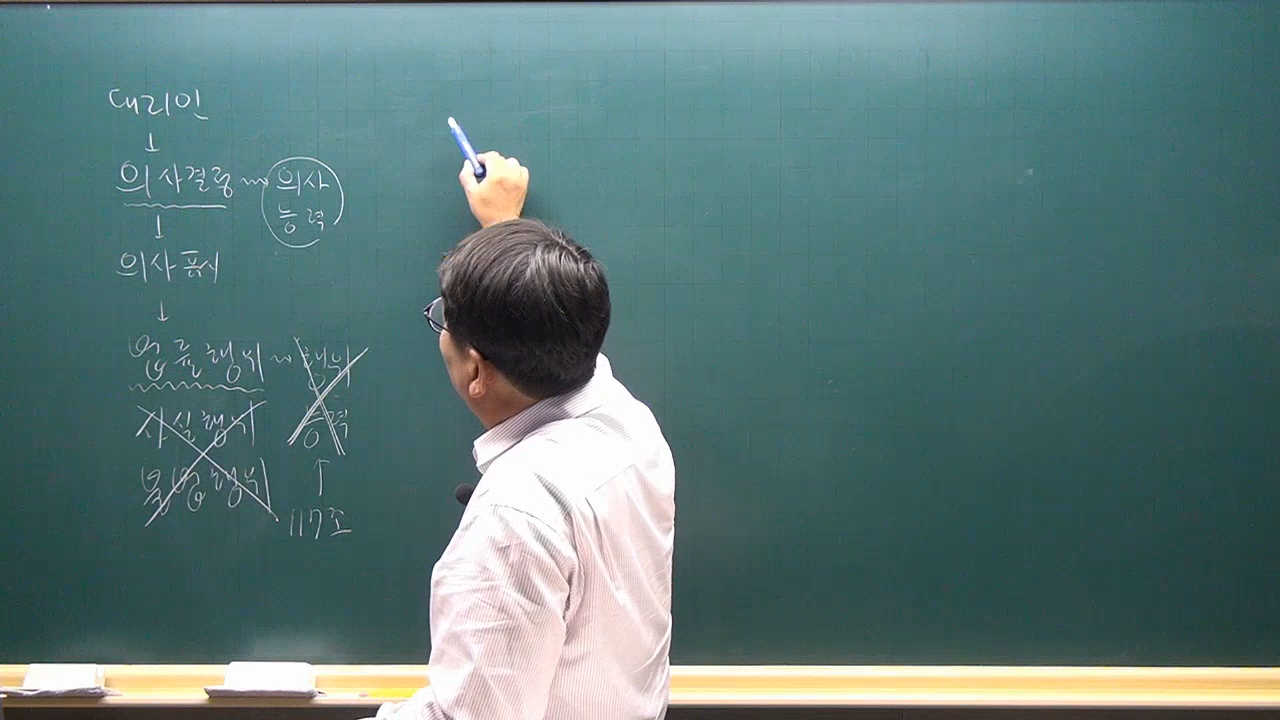 대리인
↓
의사결정 의사
능력
↓
의사표시
↓
법률행위 행위
능력
사실행위
불법행위
↑
117조